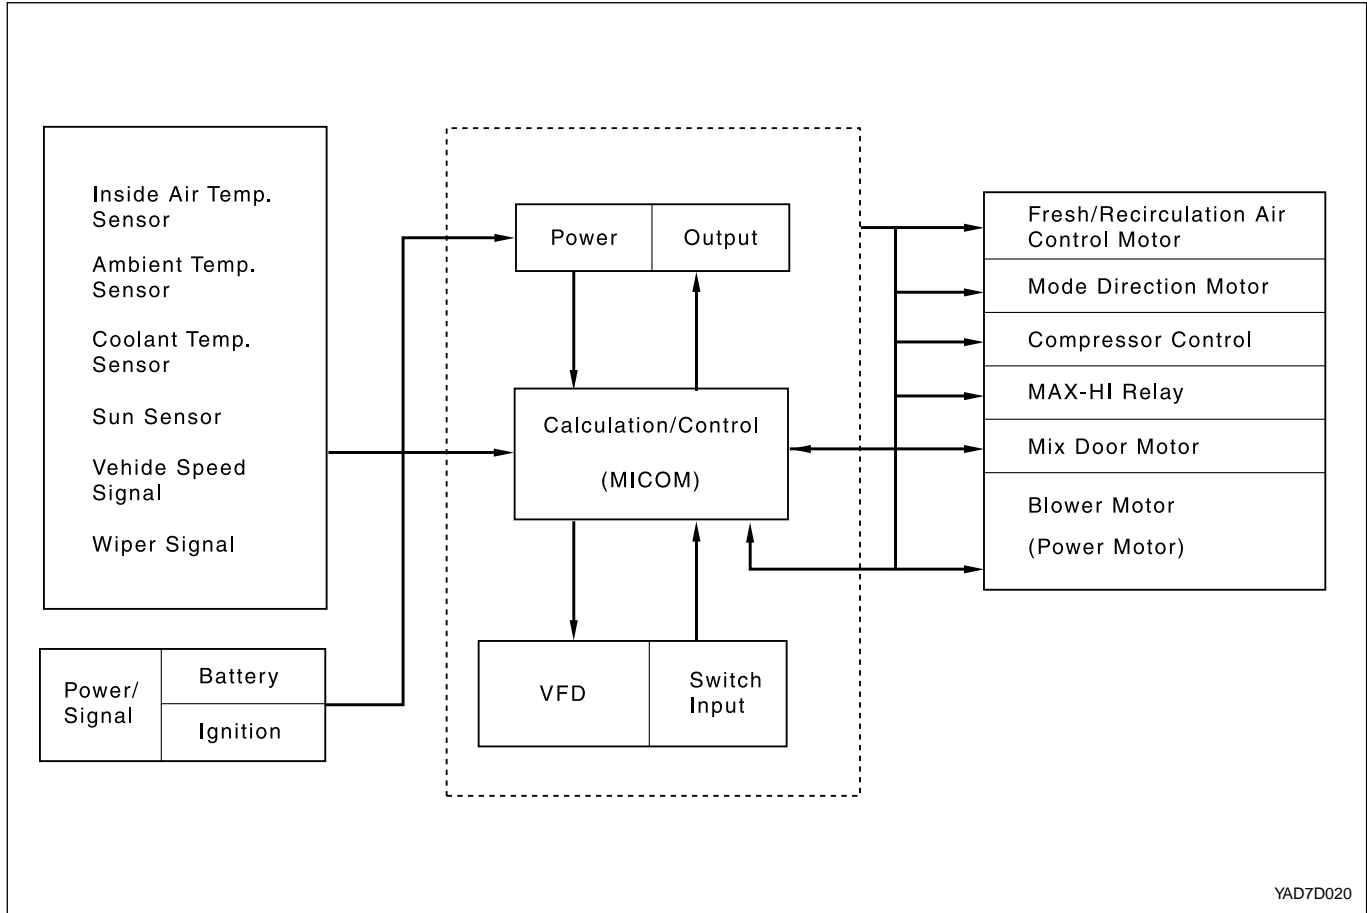 Inside Air Temp.
Sensor
Ambient Temp.
Sensor
Coolant Temp.
Sensor
Sun Sensor
Vehide Speed
Signal
Wiper Signal
Power/
Signal
Battery
Ignition
Power
Output
Calculation/Control
(MICOM)
VFD
Switch
Input
Fresh/Recirculation Air
Control Motor
Mode Direction Motor
Compressor Control
MAX-HI Relay
Mix Door Motor
Blower Motor
(Power Motor)
YAD7D020